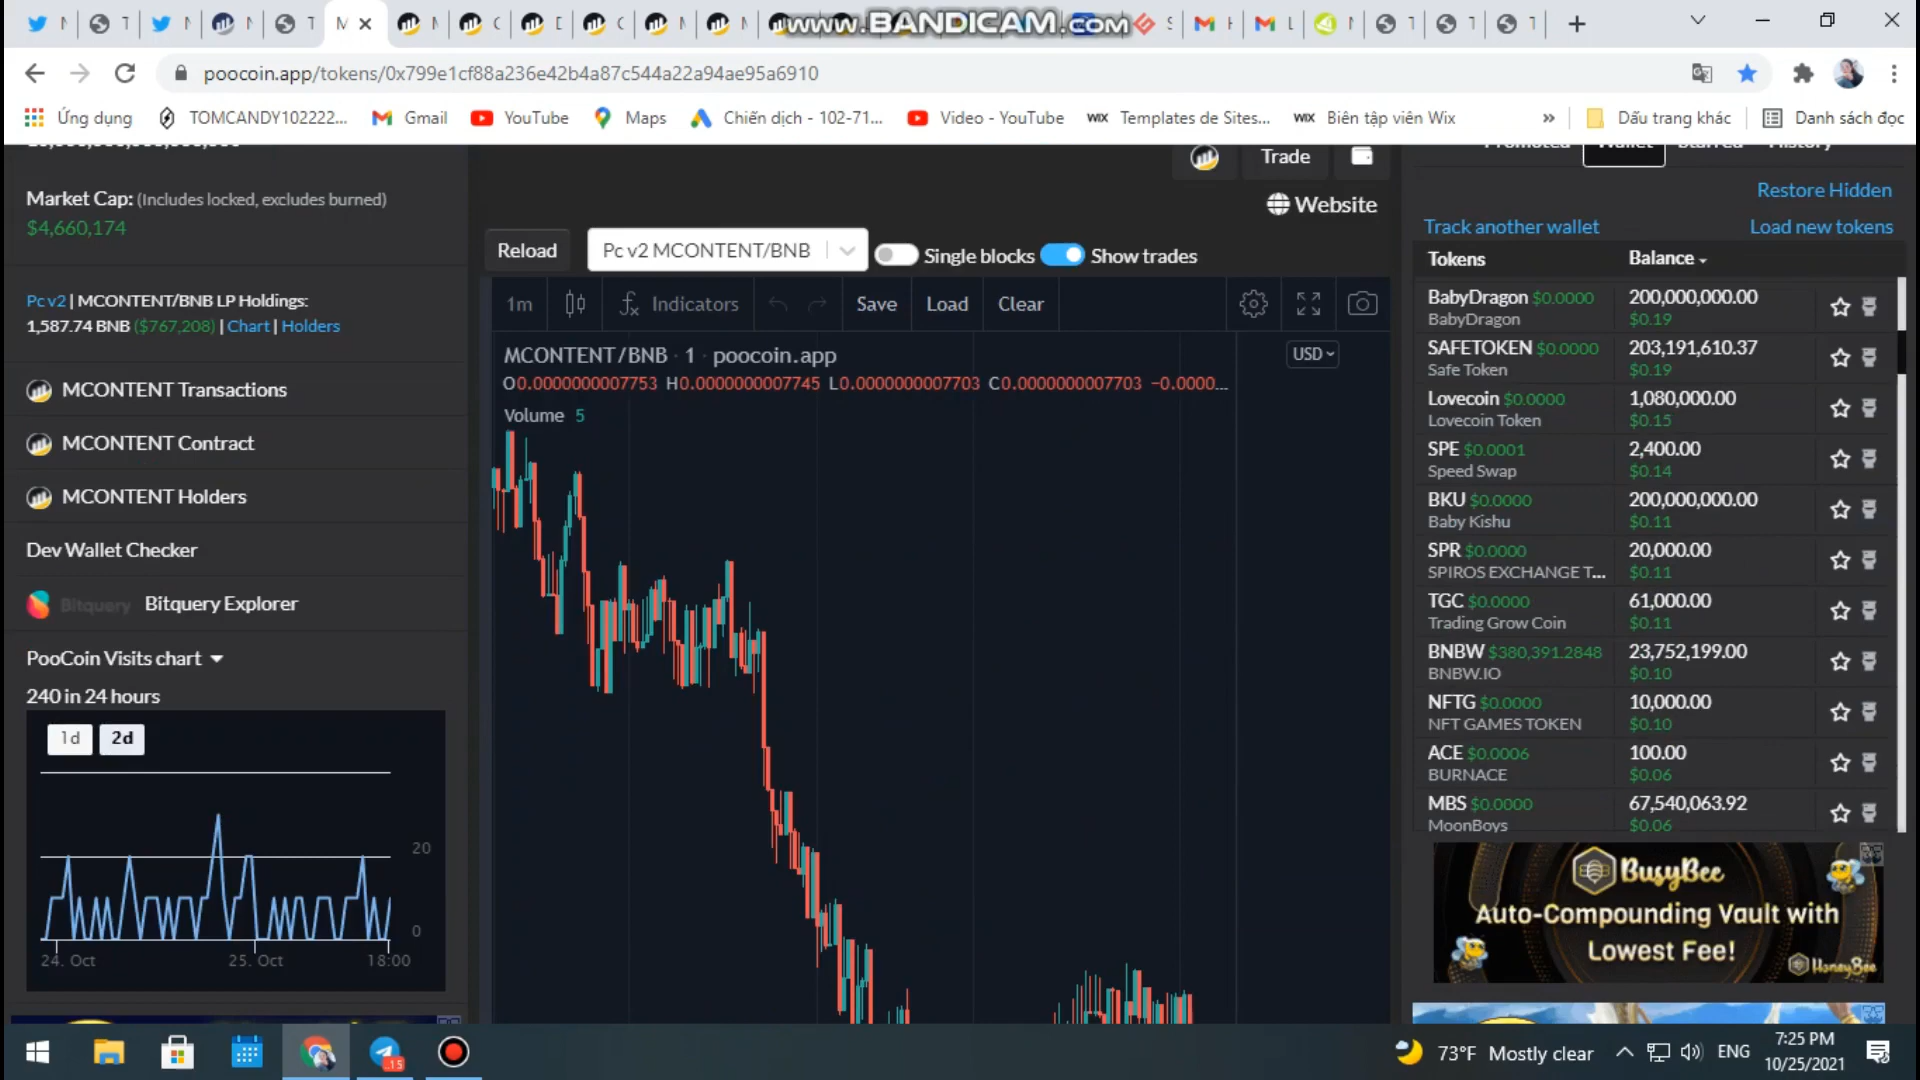 www.BANDICAM.com
poocoin.app/tokens/0x799e1cf88a236e42b4a87c544a22a94ae95a6910
Ứng dụng
TOMCANDY102222...
Gmail
YouTube
Maps
Chiến dịch - 102-71...
Video - YouTube
WIX Templates de Sites...
WIX Biên tập viên Wix
»
Dấu trang khác
Danh sách đọc
Market Cap: (Includes locked, excludes burned)
$4,660,174
Pc v2 | MCONTENT/BNB LP Holdings:
1,587.74 BNB ($767,208) | Chart | Holders
MCONTENT Transactions
MCONTENT Contract
MCONTENT Holders
Dev Wallet Checker
Bitquery Bitquery Explorer
PooCoin Visits chart
240 in 24 hours
1d 2d
20
0
24. Oct 25. Oct 18:00
Trade
Website
Reload
Pc v2 MCONTENT/BNB
Single blocks
Show trades
1m
Indicators
Save
Load
Clear
MCONTENT/BNB · 1 · poocoin.app
USD
O0.0000000007753 H0.0000000007745 L0.0000000007703 C0.0000000007703 −0.0000...
Volume 5
Promoted Wallet Starred History
Restore Hidden
Track another wallet
Load new tokens
Tokens Balance
BabyDragon $0.0000 200,000,000.00
BabyDragon $0.19
SAFETOKEN $0.0000 203,191,610.37
Safe Token $0.19
Lovecoin $0.0000 1,080,000.00
Lovecoin Token $0.15
SPE $0.0001 2,400.00
Speed Swap $0.14
BKU $0.0000 200,000,000.00
Baby Kishu $0.11
SPR $0.0000 20,000.00
SPIROS EXCHANGE T... $0.11
TGC $0.0000 61,000.00
Trading Grow Coin $0.11
BNBW $380,391.2848 23,752,199.00
BNBW.IO $0.10
NFTG $0.0000 10,000.00
NFT GAMES TOKEN $0.10
ACE $0.0006 100.00
BURNACE $0.06
MBS $0.0000 67,540,063.92
MoonBoys $0.06
BusyBee
Auto-Compounding Vault with
Lowest Fee!
HoneyBee
15
73°F Mostly clear
ENG
7:25 PM
10/25/2021